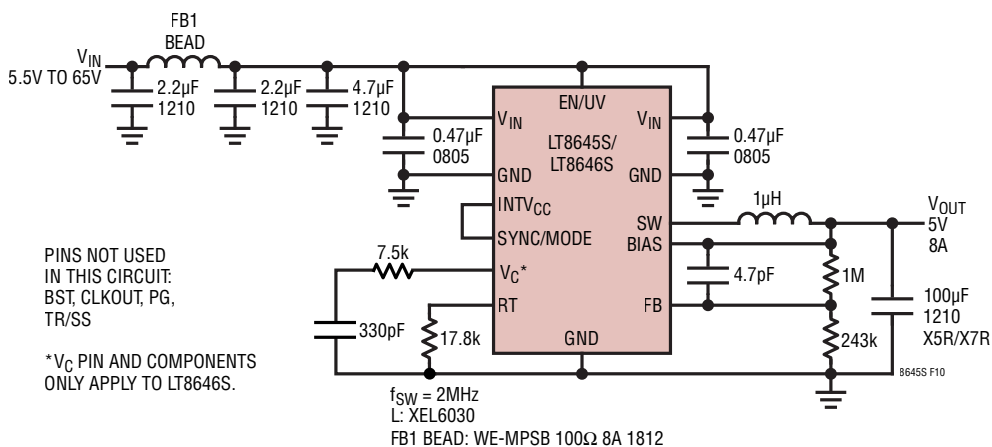 FB1
BEAD
VIN
5.5V TO 65V
2.2µF
1210
2.2µF
1210
4.7µF
1210
0.47µF
0805
EN/UV
VIN
VIN
LT8645S/
LT8646S
GND
GND
0.47µF
0805
INTVCC
SYNC/MODE
SW
BIAS
1µH
VOUT
5V
8A
VC*
RT
FB
GND
4.7pF
1M
243k
100µF
1210
X5R/X7R
7.5k
330pF
17.8k
PINS NOT USED
IN THIS CIRCUIT:
BST, CLKOUT, PG,
TR/SS
*VC PIN AND COMPONENTS
ONLY APPLY TO LT8646S.
8645S F10
fSW = 2MHz
L: XEL6030
FB1 BEAD: WE-MPSB 100Ω 8A 1812